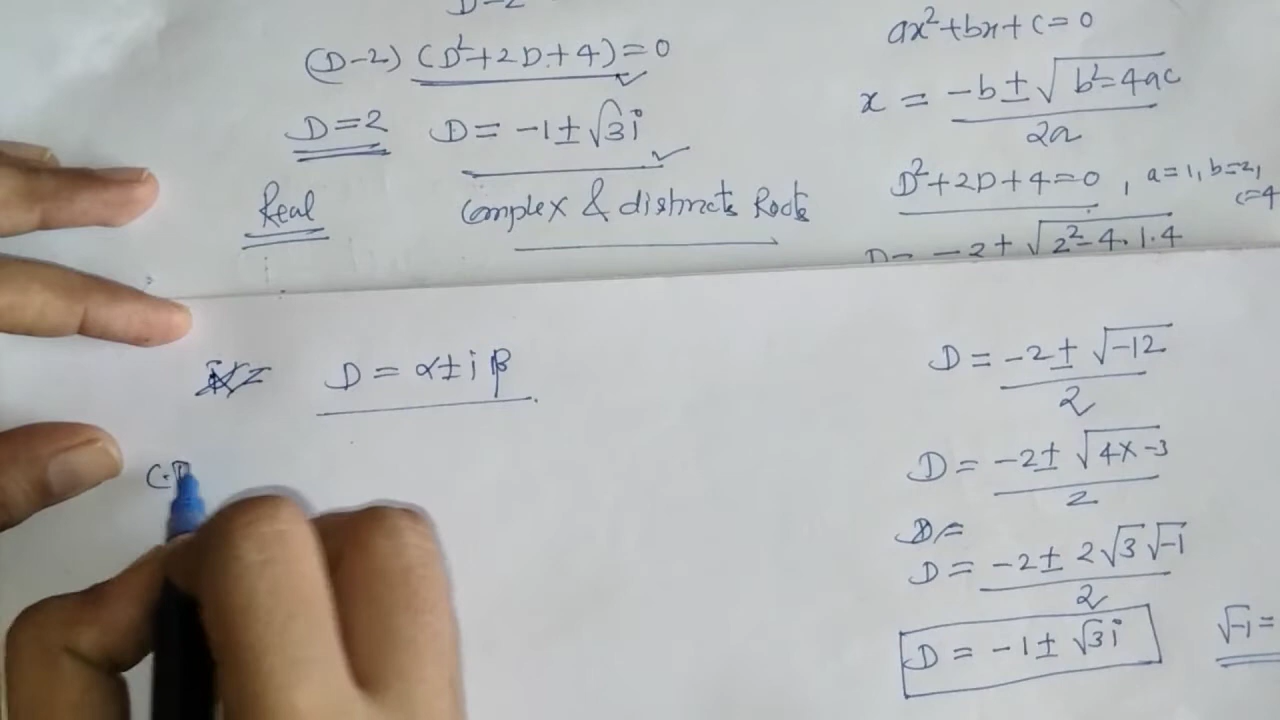 D-2
(D-2) (D²+2D+4)=0
D=2 D= -1±√3i
Real
Complex & distincts Roots
D = α±iβ
C.
ax²+bx+c=0
x = -b±√b²-4ac / 2a
D²+2D+4=0, a=1, b=2, c=4
D= -2± √2²-4.1.4
D = -2± √-12 / 2
D = -2± √4x-3 / 2
D=
D = -2± 2√3√-1 / 2
D = -1± √3i
√-1 =